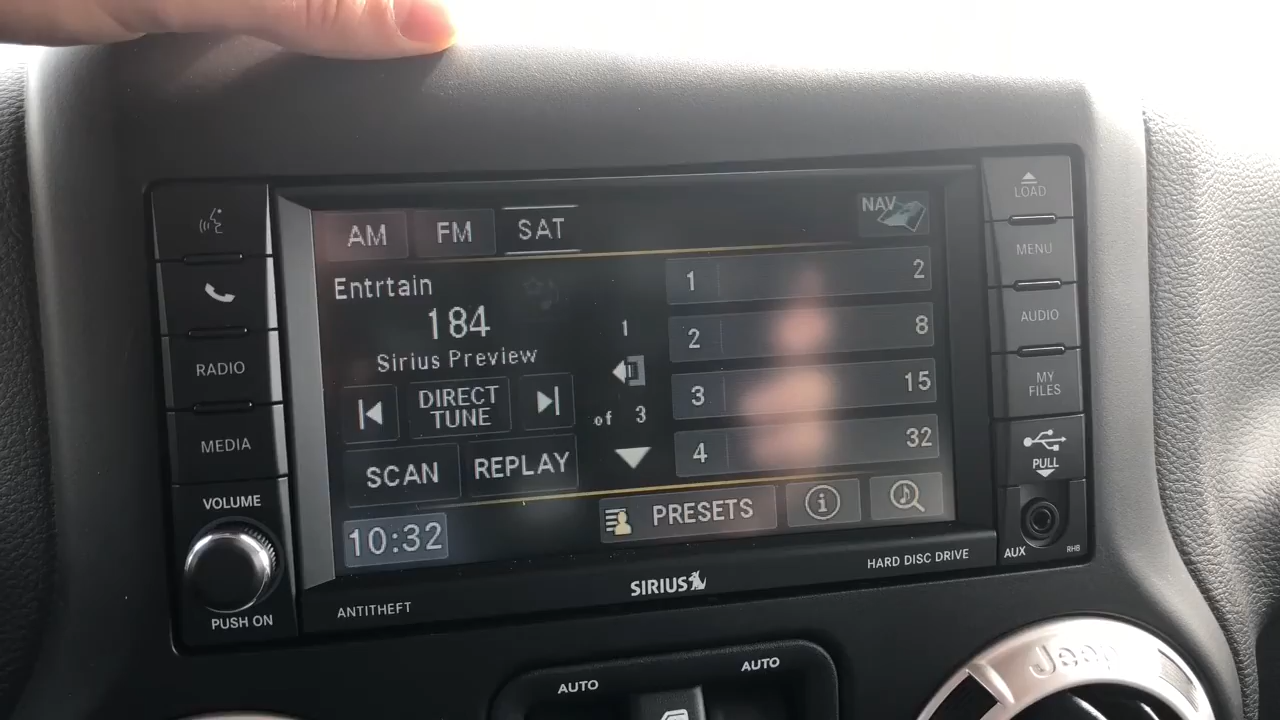 AM FM SAT NAV
Entrtain
184
Sirius Preview
DIRECT
TUNE
SCAN REPLAY
1
of 3
1 2
2 8
3 15
4 32
10:32 PRESETS
RADIO
MEDIA
VOLUME
PUSH ON
LOAD
MENU
AUDIO
MY
FILES
PULL
AUX RHB
ANTITHEFT
SIRIUS
HARD DISC DRIVE
AUTO AUTO
Jeep